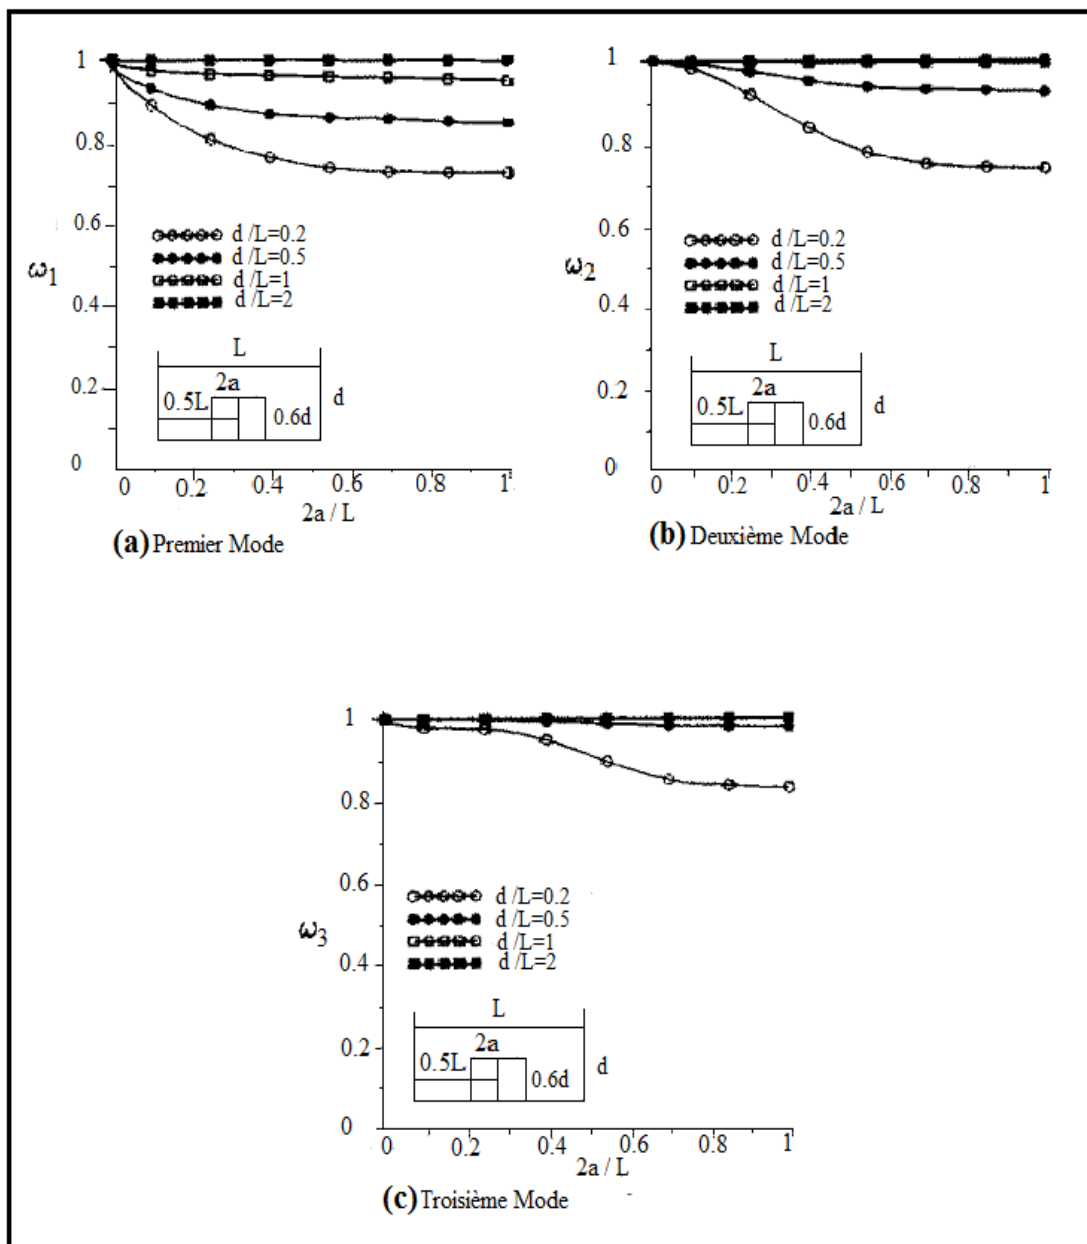 1
0.8
0.6
0.4
0.2
0
ω1
d /L=0.2
d /L=0.5
d /L=1
d /L=2
L
2a
0.5L
0.6d
d
0 0.2 0.4 0.6 0.8 1
2a / L
(a) Premier Mode
1
0.8
0.6
0.4
0.2
0
ω2
d /L=0.2
d /L=0.5
d /L=1
d /L=2
L
2a
0.5L
0.6d
d
0 0.2 0.4 0.6 0.8 1
2a / L
(b) Deuxième Mode
1
0.8
0.6
0.4
0.2
0
ω3
d /L=0.2
d /L=0.5
d /L=1
d /L=2
L
2a
0.5L
0.6d
d
0 0.2 0.4 0.6 0.8 1
2a / L
(c) Troisième Mode